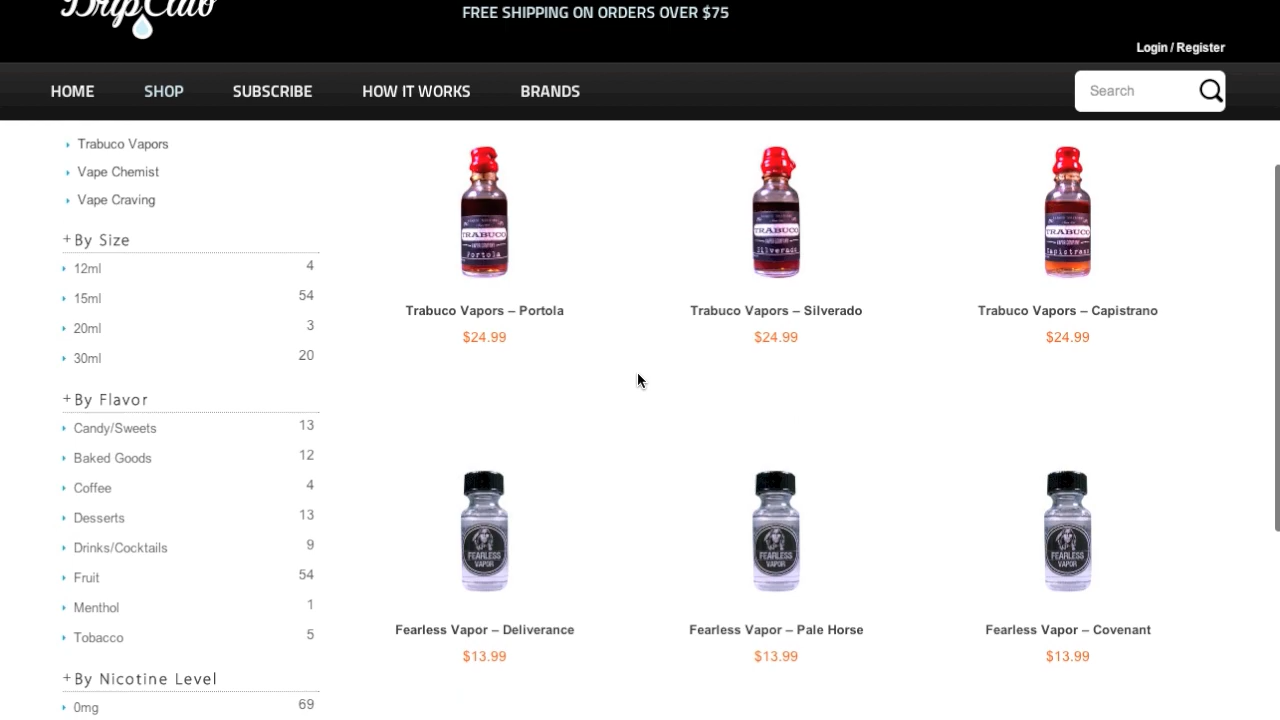 Drip Club
FREE SHIPPING ON ORDERS OVER $75
Login / Register
HOME SHOP SUBSCRIBE HOW IT WORKS BRANDS
Search
Trabuco Vapors
Vape Chemist
Vape Craving
+By Size
12ml 4
15ml 54
20ml 3
30ml 20
+By Flavor
Candy/Sweets 13
Baked Goods 12
Coffee 4
Desserts 13
Drinks/Cocktails 9
Fruit 54
Menthol 1
Tobacco 5
+By Nicotine Level
0mg 69
TRABUCO
Portola
TRABUCO
Silverado
TRABUCO
Capistrano
Trabuco Vapors – Portola
$24.99
Trabuco Vapors – Silverado
$24.99
Trabuco Vapors – Capistrano
$24.99
FEARLESS
VAPOR
FEARLESS
VAPOR
FEARLESS
VAPOR
Fearless Vapor – Deliverance
$13.99
Fearless Vapor – Pale Horse
$13.99
Fearless Vapor – Covenant
$13.99